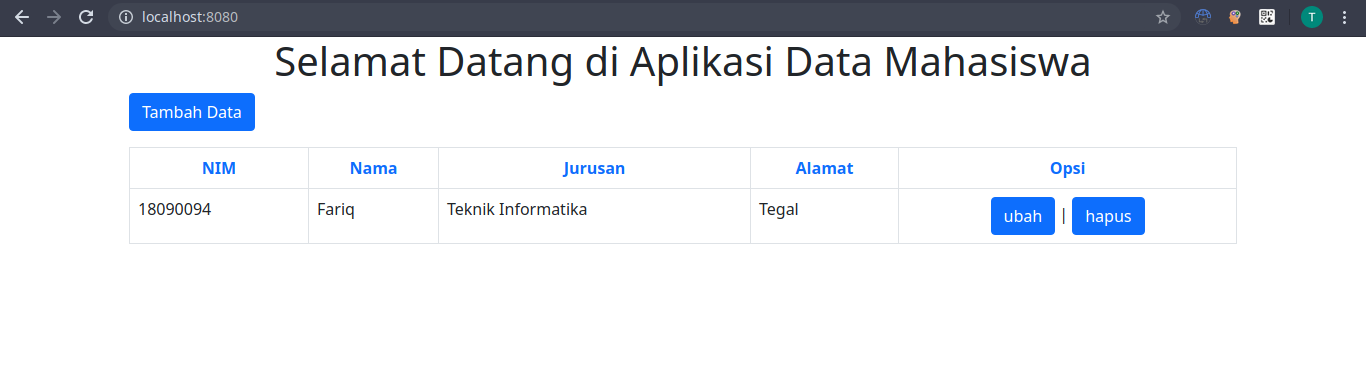 localhost:8080
T
Selamat Datang di Aplikasi Data Mahasiswa
Tambah Data
NIM Nama Jurusan Alamat Opsi
18090094 Fariq Teknik Informatika Tegal ubah | hapus